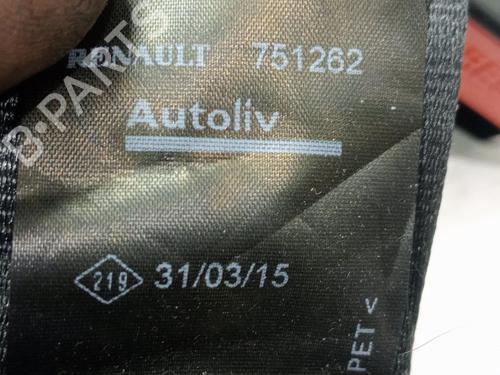 RENAULT 751262
Autoliv
219 31/03/15
PET <
B-PARTS